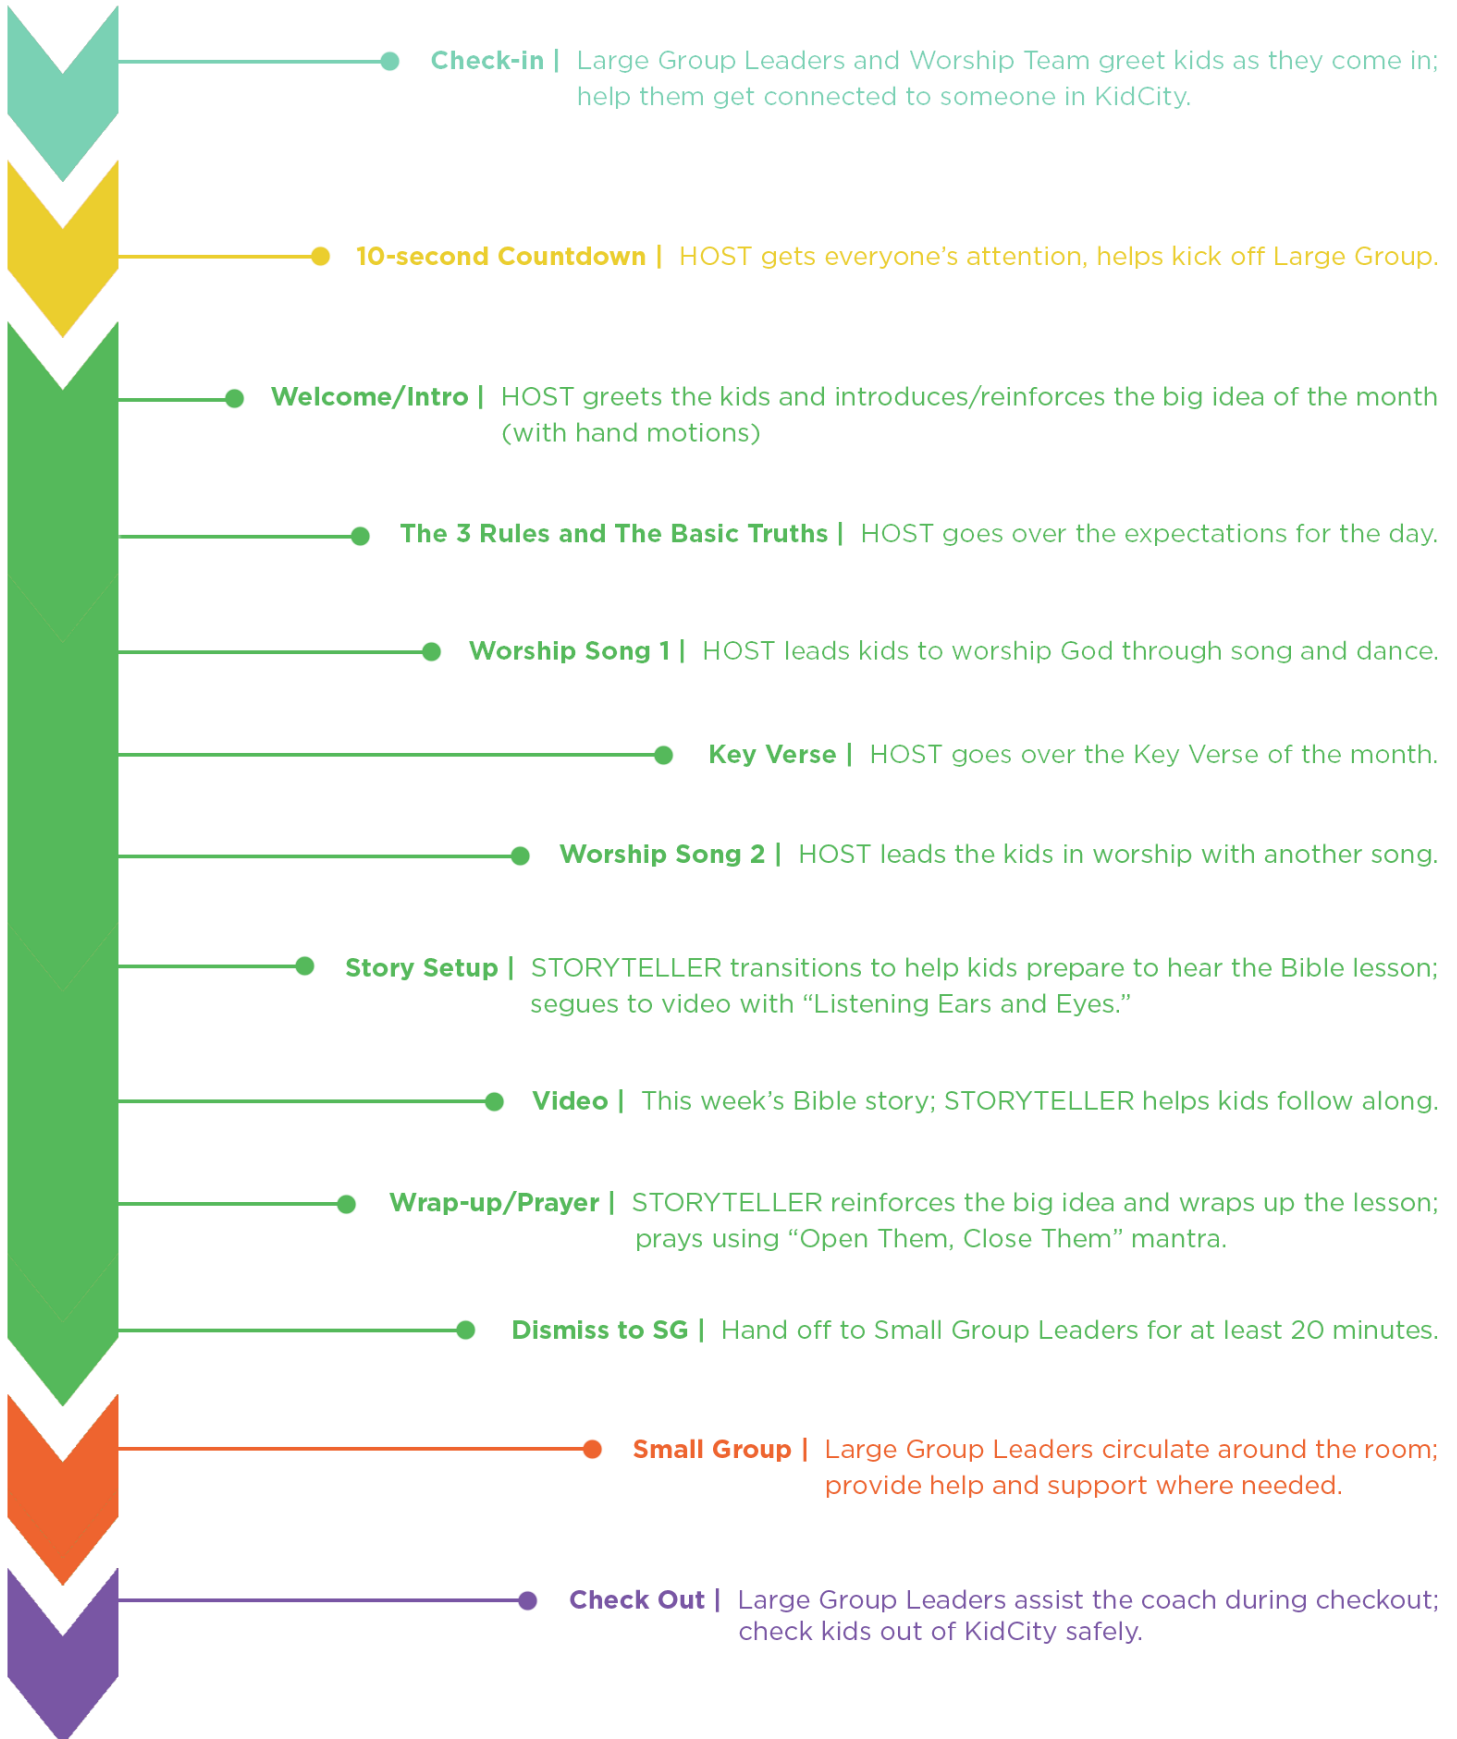 Check-in | Large Group Leaders and Worship Team greet kids as they come in;
help them get connected to someone in KidCity.
10-second Countdown | HOST gets everyone’s attention, helps kick off Large Group.
Welcome/Intro | HOST greets the kids and introduces/reinforces the big idea of the month
(with hand motions)
The 3 Rules and The Basic Truths | HOST goes over the expectations for the day.
Worship Song 1 | HOST leads kids to worship God through song and dance.
Key Verse | HOST goes over the Key Verse of the month.
Worship Song 2 | HOST leads the kids in worship with another song.
Story Setup | STORYTELLER transitions to help kids prepare to hear the Bible lesson;
segues to video with “Listening Ears and Eyes.”
Video | This week’s Bible story; STORYTELLER helps kids follow along.
Wrap-up/Prayer | STORYTELLER reinforces the big idea and wraps up the lesson;
prays using “Open Them, Close Them” mantra.
Dismiss to SG | Hand off to Small Group Leaders for at least 20 minutes.
Small Group | Large Group Leaders circulate around the room;
provide help and support where needed.
Check Out | Large Group Leaders assist the coach during checkout;
check kids out of KidCity safely.